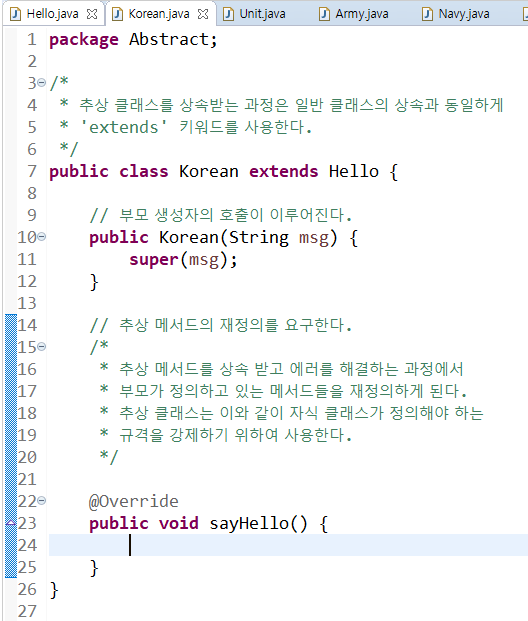 Hello.java Korean.java Unit.java Army.java Navy.java
1 package Abstract;
2
3 /*
4  * 추상 클래스를 상속받는 과정은 일반 클래스의 상속과 동일하게
5  * 'extends' 키워드를 사용한다.
6  */
7 public class Korean extends Hello {
8
9     // 부모 생성자의 호출이 이루어진다.
10     public Korean(String msg) {
11         super(msg);
12     }
13
14     // 추상 메서드의 재정의를 요구한다.
15     /*
16      * 추상 메서드를 상속 받고 에러를 해결하는 과정에서
17      * 부모가 정의하고 있는 메서드들을 재정의하게 된다.
18      * 추상 클래스는 이와 같이 자식 클래스가 정의해야 하는
19      * 규격을 강제하기 위하여 사용한다.
20      */
21
22     @Override
23     public void sayHello() {
24
25     }
26 }
27